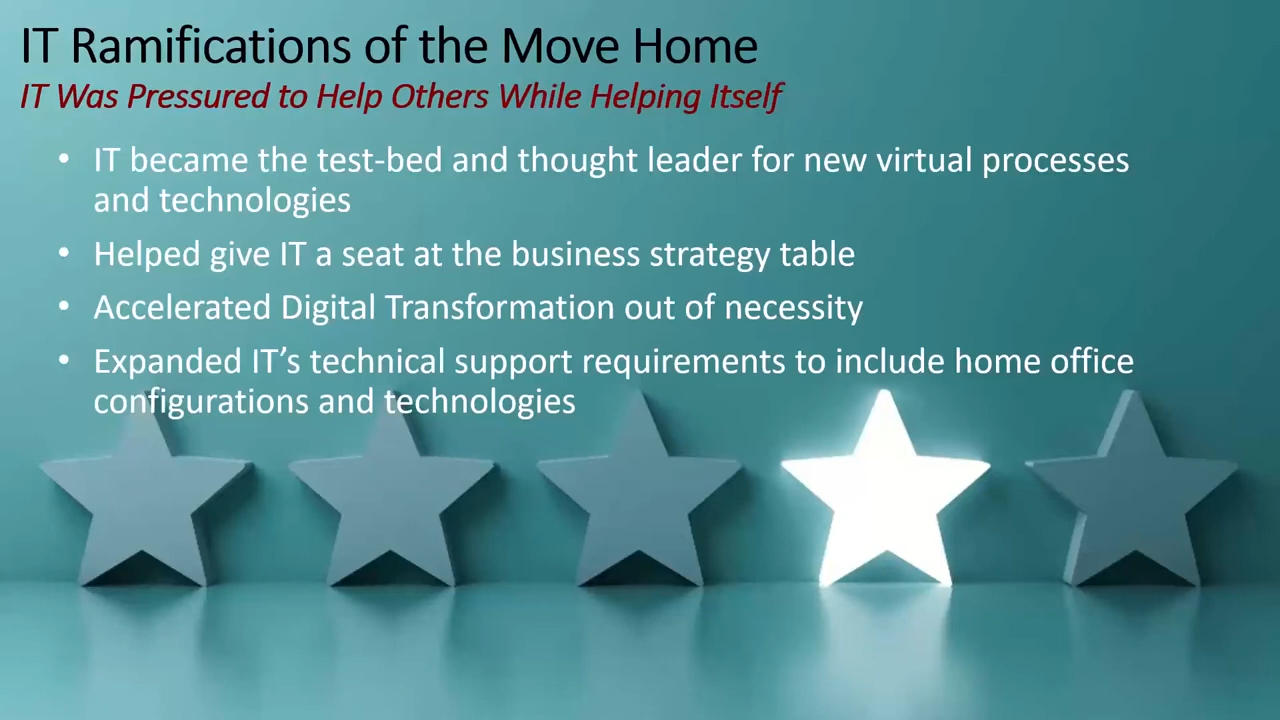 IT Ramifications of the Move Home
IT Was Pressured to Help Others While Helping Itself
• IT became the test-bed and thought leader for new virtual processes
and technologies
• Helped give IT a seat at the business strategy table
• Accelerated Digital Transformation out of necessity
• Expanded IT’s technical support requirements to include home office
configurations and technologies